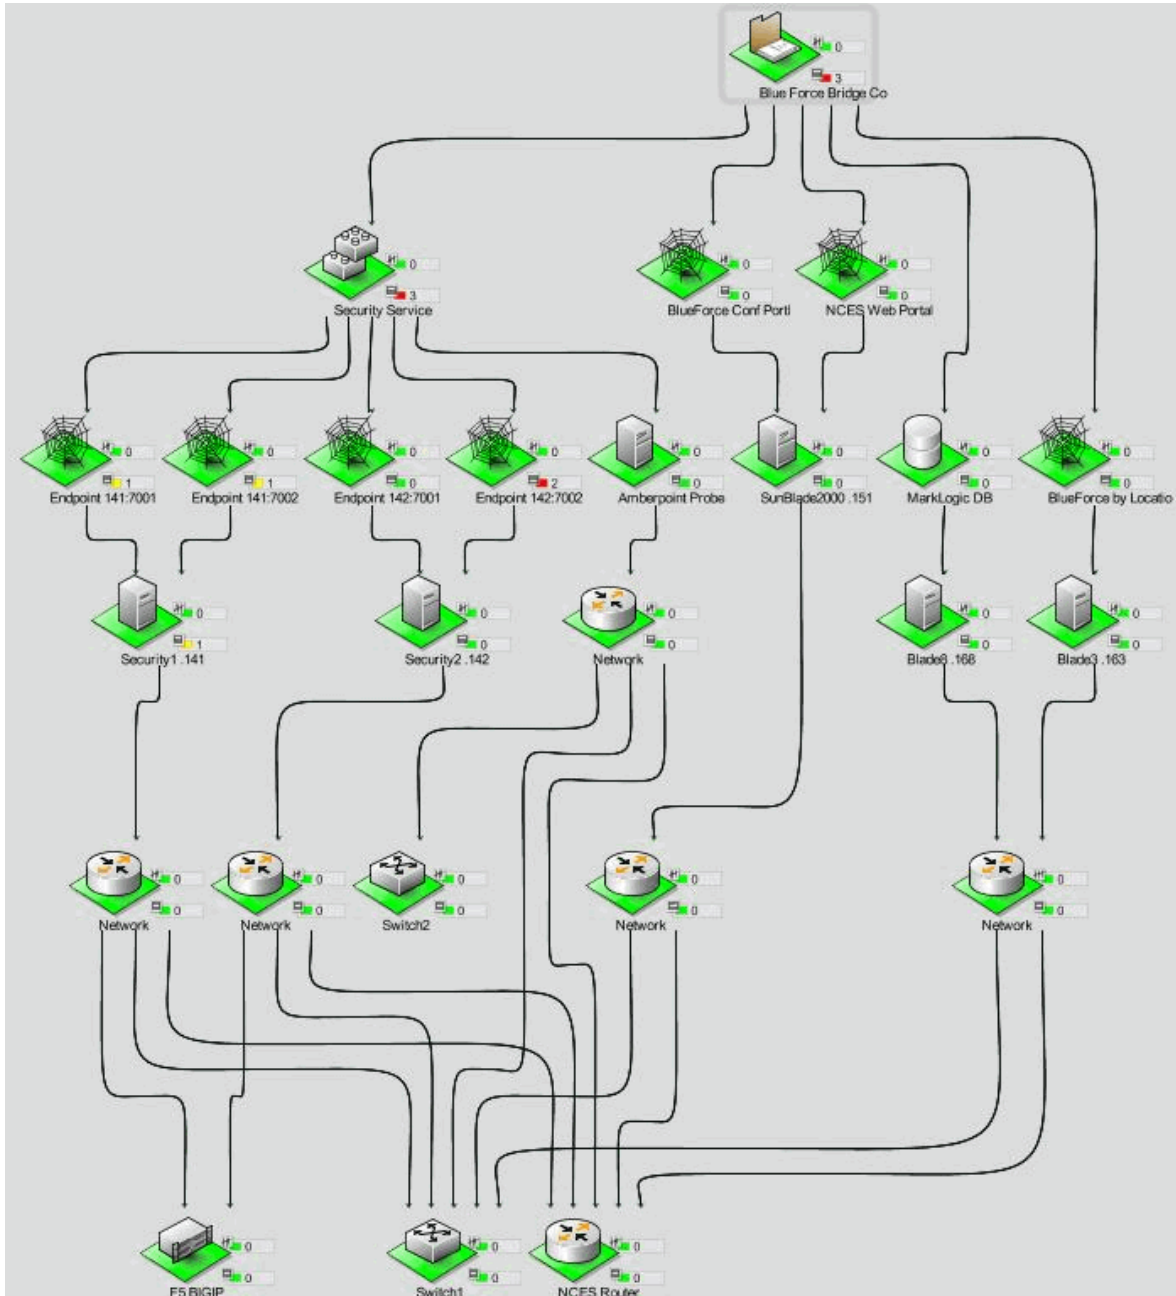 0
3
Blue Force Bridge Co
0
3
Security Service
0
0
BlueForce Conf Portl
0
0
NCES Web Portal
0
1
Endpoint 141:7001
0
1
Endpoint 141:7002
0
0
Endpoint 142:7001
0
2
Endpoint 142:7002
0
0
Amberpoint Probe
0
0
SunBlade2000 .151
0
0
MarkLogic DB
0
0
BlueForce by Locatio
0
1
Security1 .141
0
0
Security2 .142
0
0
Network
0
0
0
0
Blade3 .163
0
0
Network
0
0
Network
0
0
Switch2
0
0
Network
0
0
Network
0
0
F5 BIGIP
0
0
Switch1
0
0
NCES Router